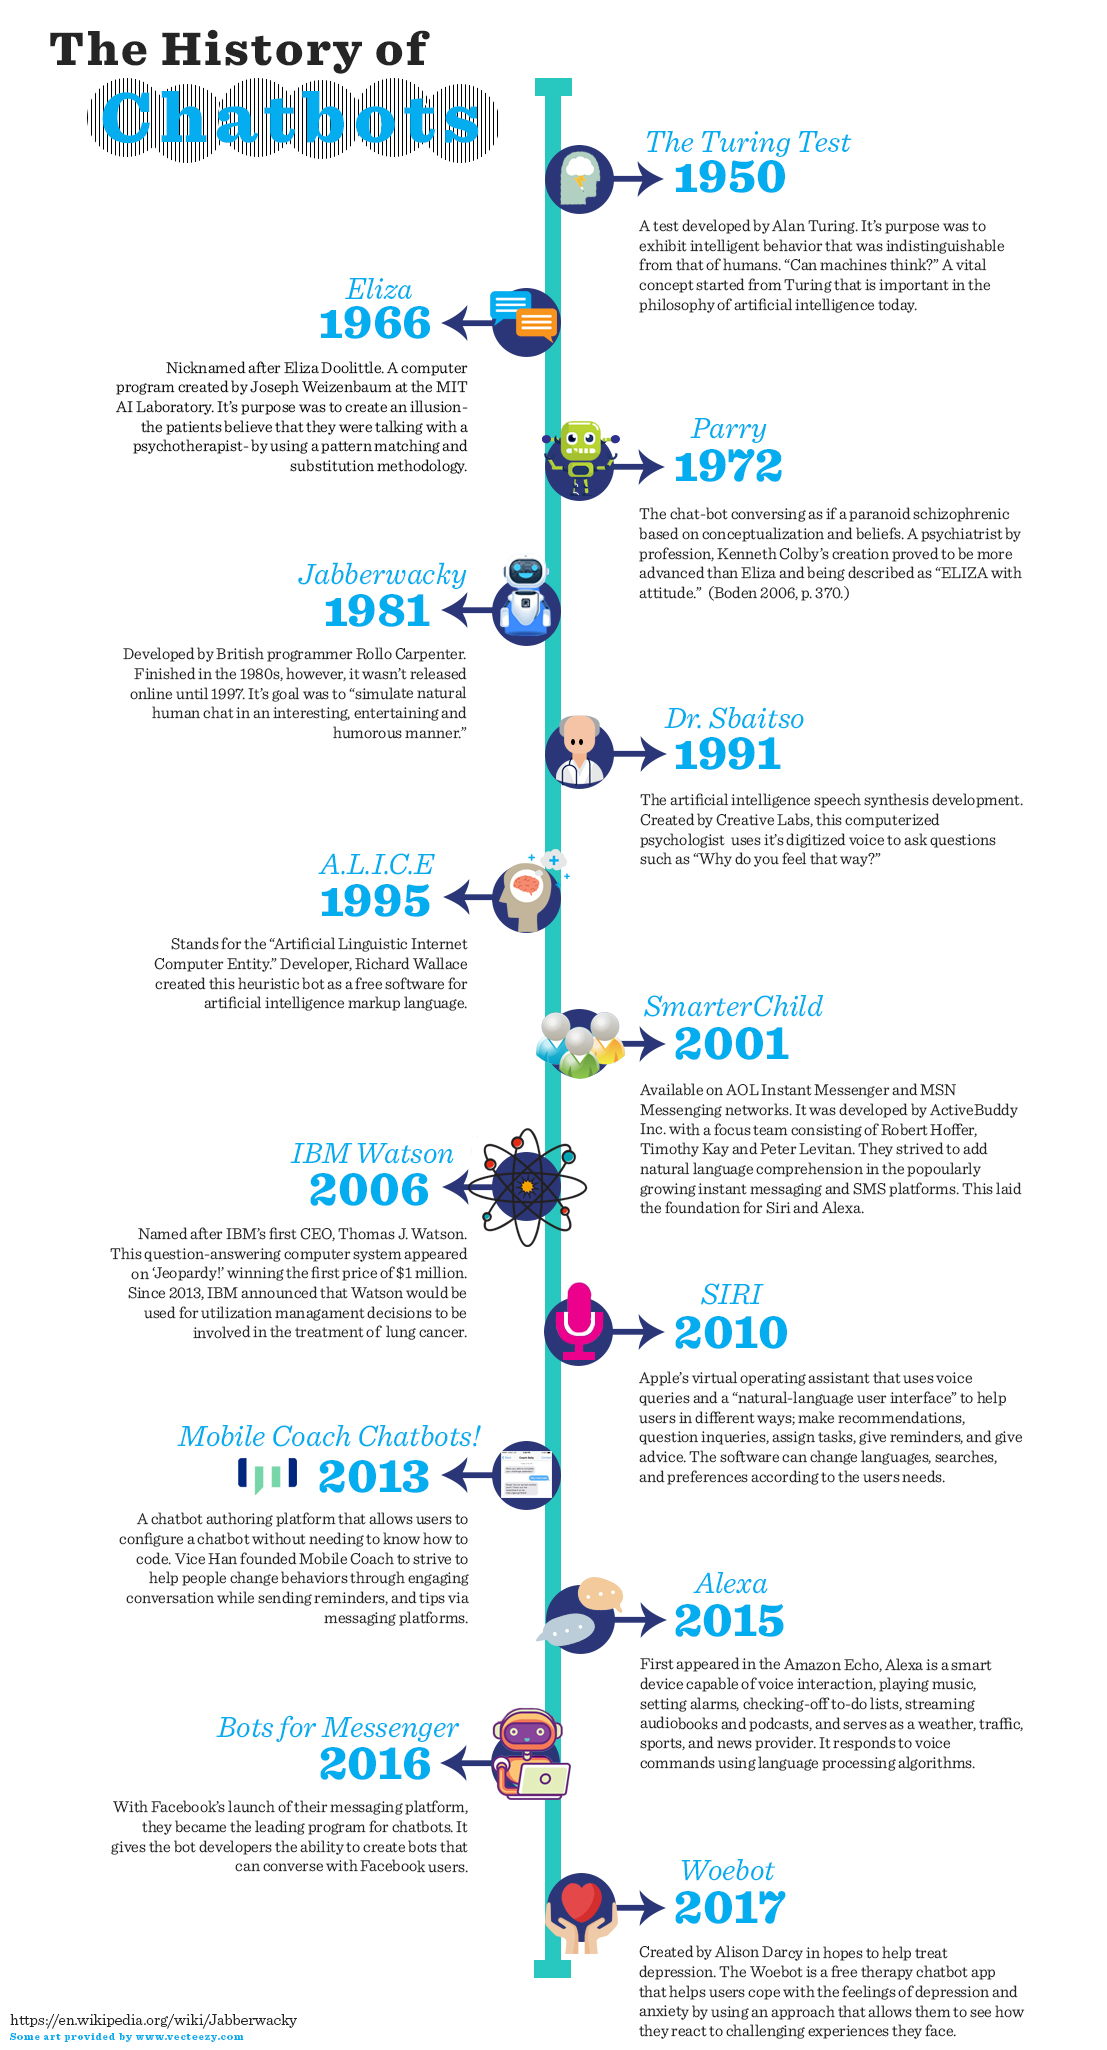 The History of
Chatbots
The Turing Test
1950
A test developed by Alan Turing. It's purpose was to
exhibit intelligent behavior that was indistinguishable
from that of humans. “Can machines think?” A vital
concept started from Turing that is important in the
philosophy of artificial intelligence today.
Eliza
1966
Nicknamed after Eliza Doolittle. A computer
program created by Joseph Weizenbaum at the MIT
AI Laboratory. It's purpose was to create an illusion-
the patients believe that they were talking with a
psychotherapist- by using a pattern matching and
substitution methodology.
Parry
1972
The chat-bot conversing as if a paranoid schizophrenic
based on conceptualization and beliefs. A psychiatrist by
profession, Kenneth Colby's creation proved to be more
advanced than Eliza and being described as “ELIZA with
attitude.” (Boden 2006, p. 370.)
Jabberwacky
1981
Developed by British programmer Rollo Carpenter.
Finished in the 1980s, however, it wasn't released
online until 1997. It's goal was to “simulate natural
human chat in an interesting, entertaining and
humorous manner.”
Dr. Sbaitso
1991
The artificial intelligence speech synthesis development.
Created by Creative Labs, this computerized
psychologist uses it's digitized voice to ask questions
such as “Why do you feel that way?”
A.L.I.C.E
1995
Stands for the “Artificial Linguistic Internet
Computer Entity.” Developer, Richard Wallace
created this heuristic bot as a free software for
artificial intelligence markup language.
SmarterChild
2001
Available on AOL Instant Messenger and MSN
Messenging networks. It was developed by ActiveBuddy
Inc. with a focus team consisting of Robert Hoffer,
Timothy Kay and Peter Levitan. They strived to add
natural language comprehension in the popoularly
growing instant messaging and SMS platforms. This laid
the foundation for Siri and Alexa.
IBM Watson
2006
Named after IBM's first CEO, Thomas J. Watson.
This question-answering computer system appeared
on ‘Jeopardy!’ winning the first price of $1 million.
Since 2013, IBM announced that Watson would be
used for utilization managament decisions to be
involved in the treatment of lung cancer.
SIRI
2010
Apple's virtual operating assistant that uses voice
queries and a “natural-language user interface” to help
users in different ways; make recommendations,
question inqueries, assign tasks, give reminders, and give
advice. The software can change languages, searches,
and preferences according to the users needs.
Mobile Coach Chatbots!
2013
A chatbot authoring platform that allows users to
configure a chatbot without needing to know how to
code. Vice Han founded Mobile Coach to strive to
help people change behaviors through engaging
conversation while sending reminders, and tips via
messaging platforms.
Alexa
2015
First appeared in the Amazon Echo, Alexa is a smart
device capable of voice interaction, playing music,
setting alarms, checking-off to-do lists, streaming
audiobooks and podcasts, and serves as a weather, traffic,
sports, and news provider. It responds to voice
commands using language processing algorithms.
Bots for Messenger
2016
With Facebook's launch of their messaging platform,
they became the leading program for chatbots. It
gives the bot developers the ability to create bots that
can converse with Facebook users.
Woebot
2017
Created by Alison Darcy in hopes to help treat
depression. The Woebot is a free therapy chatbot app
that helps users cope with the feelings of depression and
anxiety by using an approach that allows them to see how
they react to challenging experiences they face.
https://en.wikipedia.org/wiki/Jabberwacky
Some art provided by www.vecteezy.com